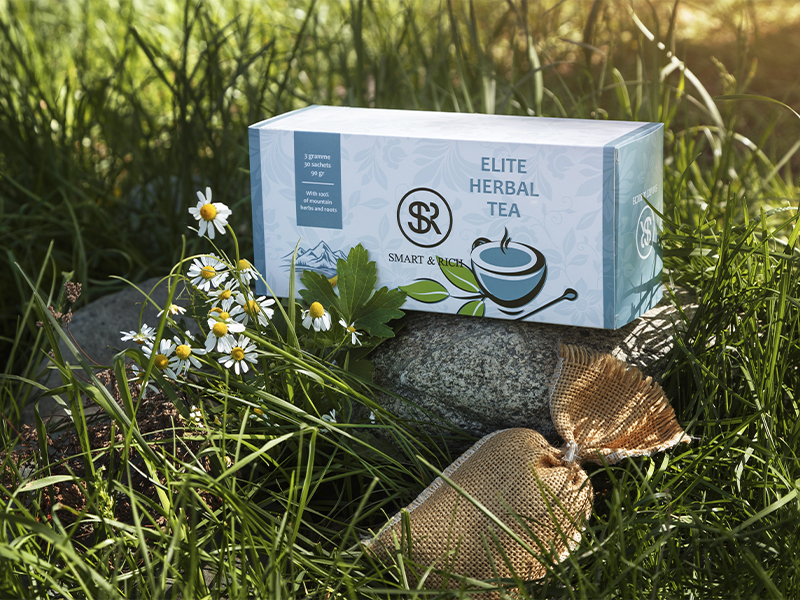 3 gramme
30 sachets
90 gr
With 100%
of mountain
herbs and roots
ELITE
HERBAL
TEA
SR
SMART & RICH
SR